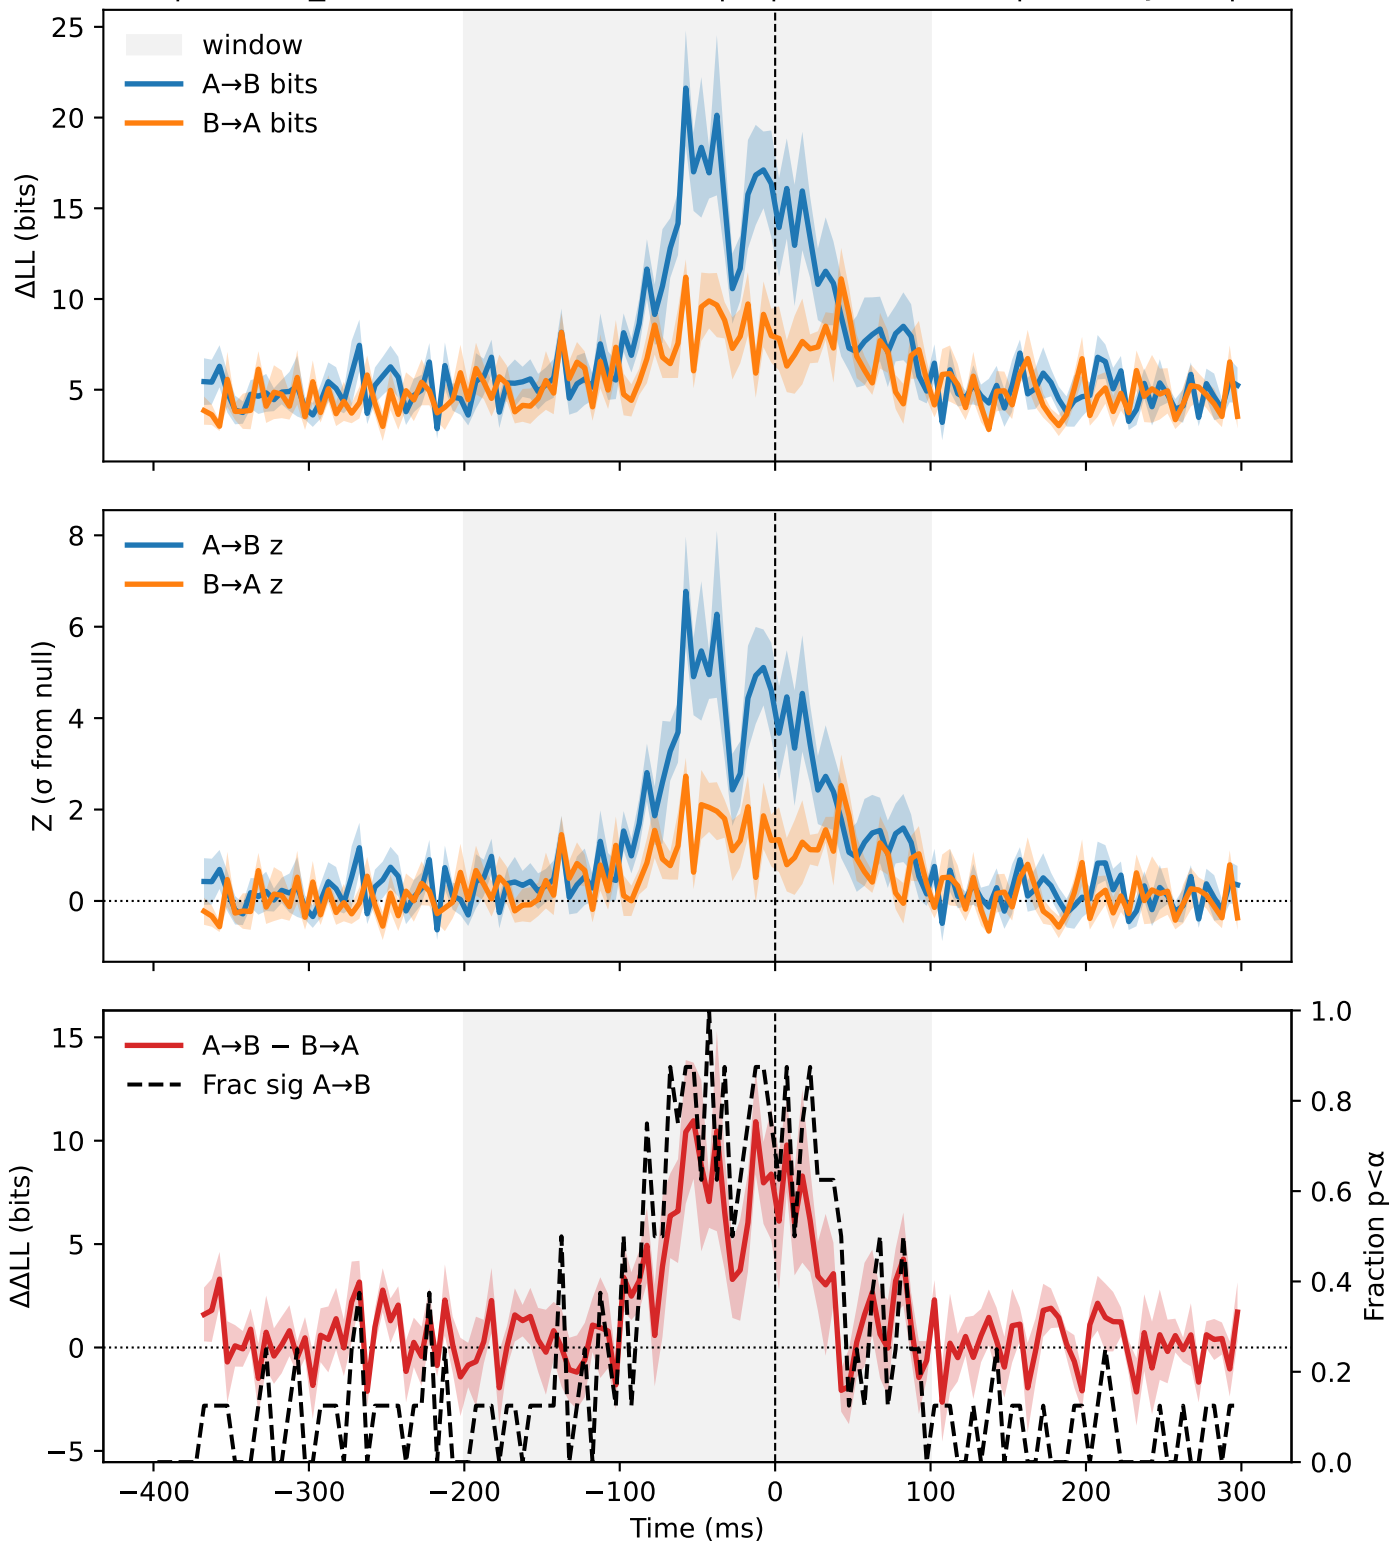 25
20
15
10
5
ΔLL (bits)
window
A→B bits
B→A bits
8
6
4
2
0
Z (σ from null)
A→B z
B→A z
15
10
5
0
−5
ΔΔLL (bits)
A→B − B→A
Frac sig A→B
1.0
0.8
0.6
0.4
0.2
0.0
Fraction p<α
−400
−300
−200
−100
0
100
200
300
Time (ms)